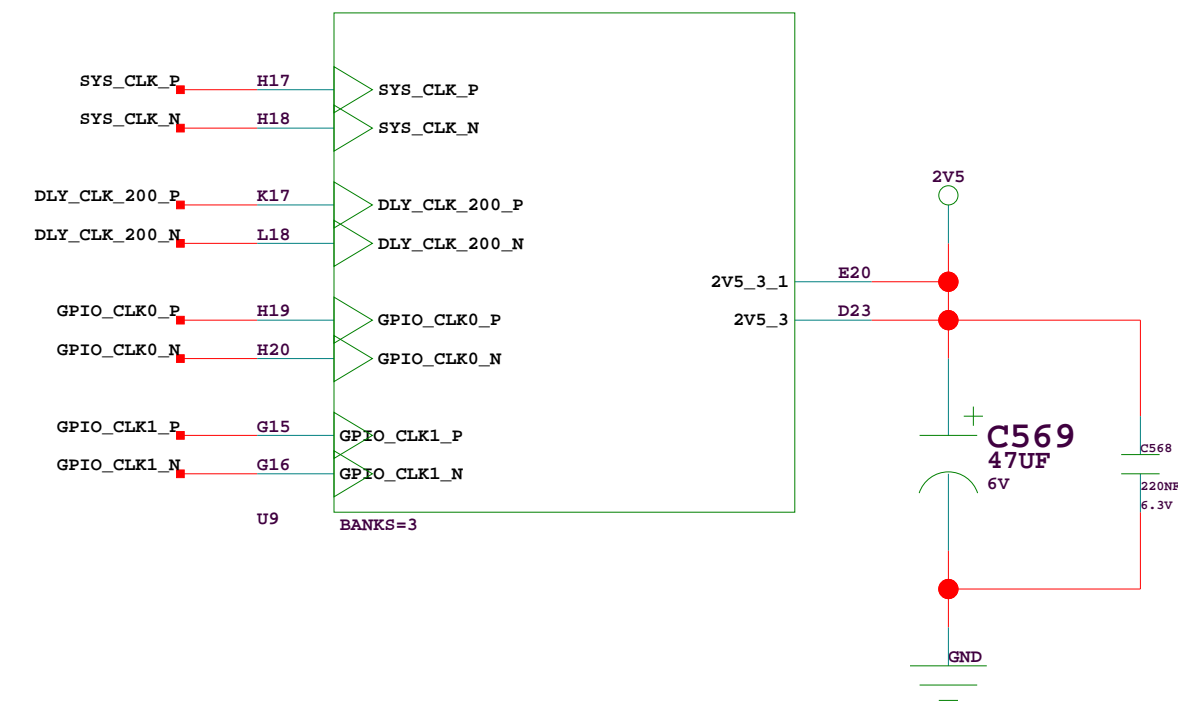 SYS_CLK_P H17 SYS_CLK_P
SYS_CLK_N H18 SYS_CLK_N
2V5
DLY_CLK_200_P K17 DLY_CLK_200_P
DLY_CLK_200_N L18 DLY_CLK_200_N
2V5_3_1 E20
GPIO_CLK0_P H19 GPIO_CLK0_P
2V5_3 D23
GPIO_CLK0_N H20 GPIO_CLK0_N
GPIO_CLK1_P G15 GPIO_CLK1_P
C569
C568
47UF
GPIO_CLK1_N G16 GPIO_CLK1_N
6V
220NF
6.3V
U9
BANKS=3
GND